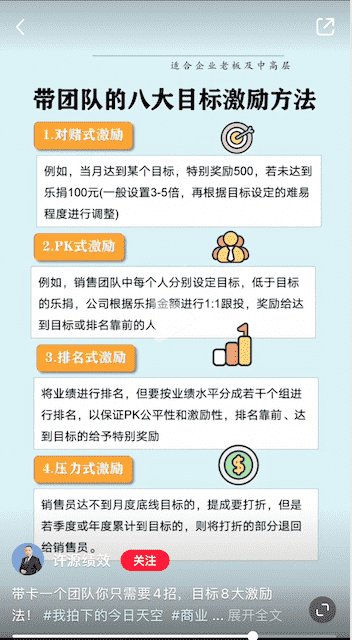 适合企业老板及中高层
带团队的八大目标激励方法
1.对赌式激励
例如，当月达到某个目标，特别奖励500，若未达到
乐捐100元(一般设置3-5倍，再根据目标设定的难易
程度进行调整)
2.PK式激励
例如，销售团队中每个人分别设定目标，低于目标
的乐捐，公司根据乐捐金额进行1:1跟投，奖励给达
到目标或排名靠前的人
3.排名式激励
将业绩进行排名，但要按业绩水平分成若干个组进
行排名，以保证PK公平性和激励性，排名靠前、达
到目标的给予特别奖励
4.压力式激励
销售员达不到月度底线目标的，提成要打折，但是
若季度或年度累计到目标的，则将打折的部分退回
给销售员。
许源绩效 关注
带卡一个团队你只需要4招，目标8大激励
法！ #我拍下的今日天空 #商业 ... 展开全文